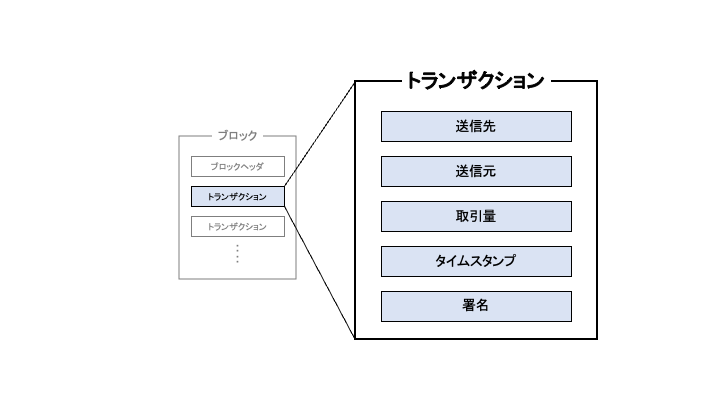 ブロック
ブロックヘッダ
トランザクション
トランザクション
トランザクション
送信先
送信元
取引量
タイムスタンプ
署名